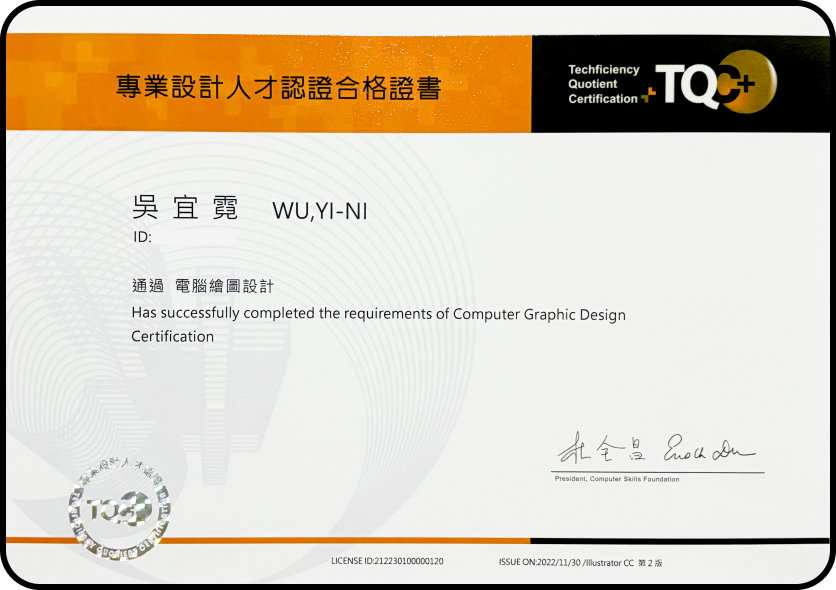 專業設計人才認證合格證書
Techficiency
Quotient
Certification
TQC+
吳宜霓 WU,YI-NI
ID:
通過 電腦繪圖設計
Has successfully completed the requirements of Computer Graphic Design
Certification
杜全昌 Enoch Du
President, Computer Skills Foundation
專業設計人才認證
TQC+
LICENSE ID:212230100000120
ISSUE ON:2022/11/30 /Illustrator CC 第 2 版